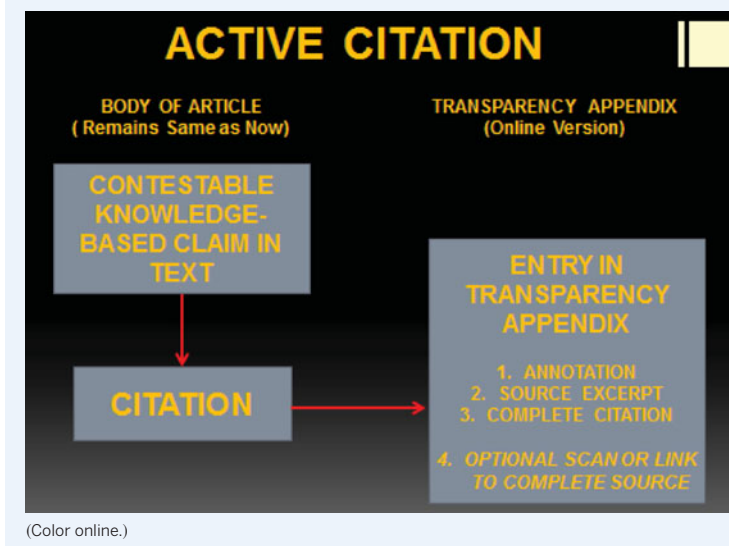 ACTIVE CITATION
BODY OF ARTICLE
( Remains Same as Now)
TRANSPARENCY APPENDIX
(Online Version)
CONTESTABLE
KNOWLEDGE-
BASED CLAIM IN
TEXT
CITATION
ENTRY IN
TRANSPARENCY
APPENDIX
1. ANNOTATION
2. SOURCE EXCERPT
3. COMPLETE CITATION
4. OPTIONAL SCAN OR LINK
TO COMPLETE SOURCE
(Color online.)